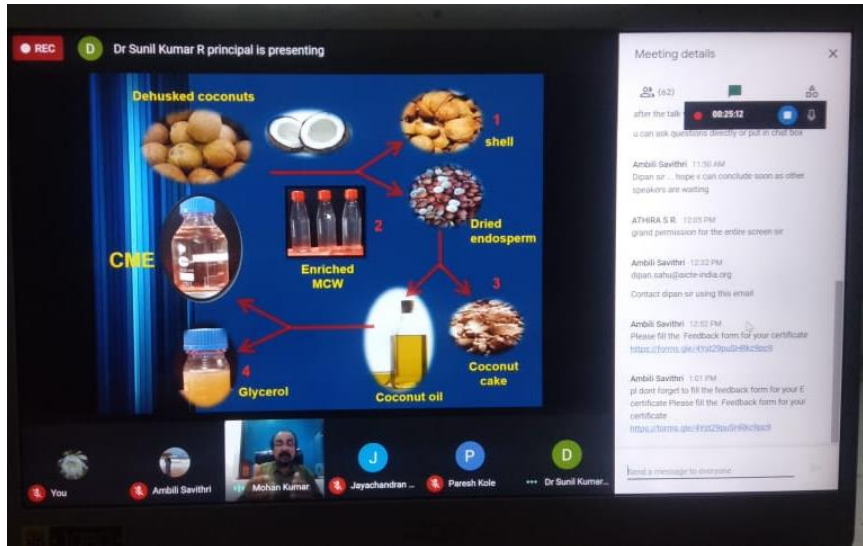 REC
D
Dr Sunil Kumar R principal is presenting
Dehusked coconuts
1
shell
2
Enriched
MCW
Dried
endosperm
CME
3
Coconut
cake
4
Glycerol
Coconut oil
You
Ambili Savithri
Mohan Kumar
J
Jayachandran ...
P
Paresh Kole
D
Dr Sunil Kumar...
Meeting details
(62)
00:25:12
after the talk
u can ask questions directly or put in chat box
Ambili Savithri 11:50 AM
Dipan sir ... hope v can conclude soon as other
speakers are waiting
ATHIRA S R 12:05 PM
grand permission for the entire screen sir
Ambili Savithri 12:32 PM
dipan.sahu@aicte-india.org
Contact dipan sir using this email
Ambili Savithri 12:52 PM
Please fill the Feedback form for your certificate
Ambili Savithri 1:01 PM
pl dont forget to fill the feedback form for your E
certificate Please fill the Feedback form for your
certificate
Send a message to everyone